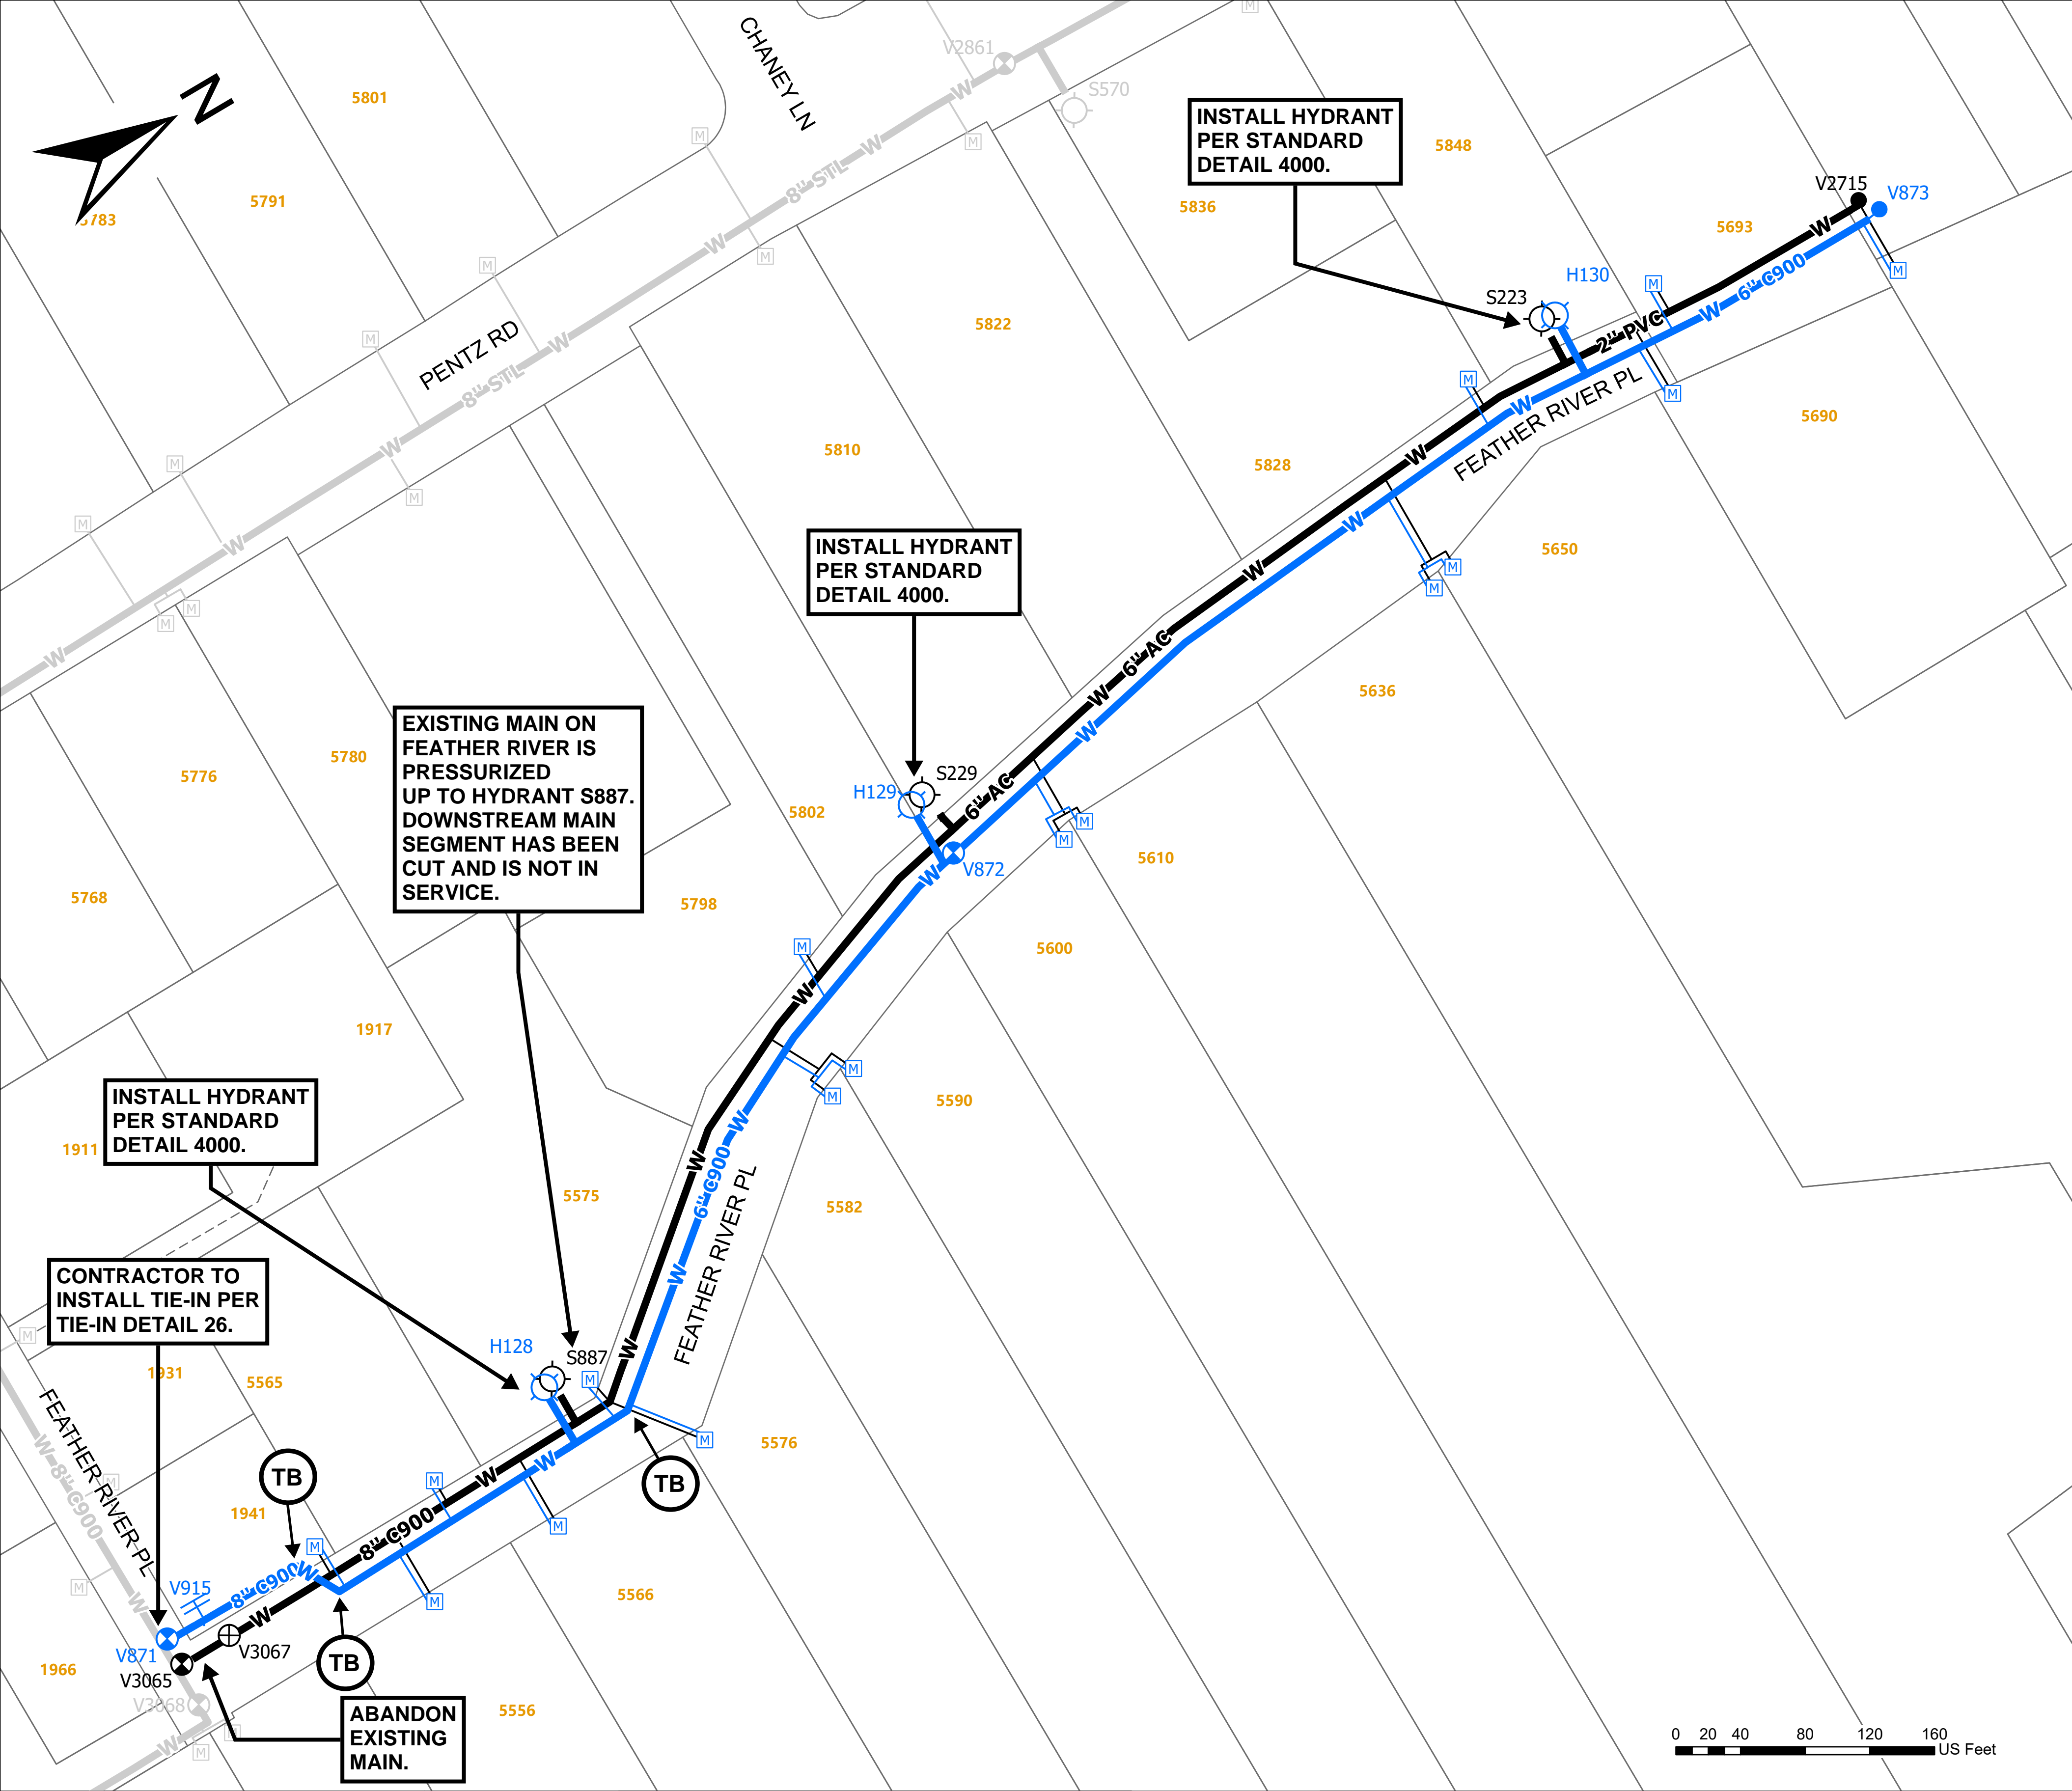 CHANEY LN
V2861
S570
N
5801
5791
5783
INSTALL HYDRANT
PER STANDARD
DETAIL 4000.
5848
5836
V2715
V873
5693
W
6" C900
W
8" STL
W
W
W
H130
S223
2" PVC
W
PENTZ RD
8" STL
W
5822
M
M
M
M
M
M
M
M
M
M
M
M
M
M
FEATHER RIVER PL
W
5690
W
W
W
5810
5828
W
W
INSTALL HYDRANT
PER STANDARD
DETAIL 4000.
5650
M
M
6" AC
W
W
5636
EXISTING MAIN ON
FEATHER RIVER IS
PRESSURIZED
UP TO HYDRANT S887.
DOWNSTREAM MAIN
SEGMENT HAS BEEN
CUT AND IS NOT IN
SERVICE.
5776
5780
S229
H129
6" AC
5802
M
M
V872
W
5610
5768
5798
M
5600
W
1917
M
M
INSTALL HYDRANT
PER STANDARD
DETAIL 4000.
5590
1911
W
W
6" C900
5575
5582
FEATHER RIVER PL
CONTRACTOR TO
INSTALL TIE-IN PER
TIE-IN DETAIL 26.
W
M
H128
S887
W
M
1931
5565
M
5576
FEATHER RIVER PL
W
8" C900
M
TB
W
W
TB
M
M
1941
8" C900
M
M
V915
8" C900
W
M
M
W
W
V871
V3067
V3065
TB
1966
5566
V3068
M
M
W
5556
ABANDON
EXISTING
MAIN.
0 20 40 80 120 160
US Feet